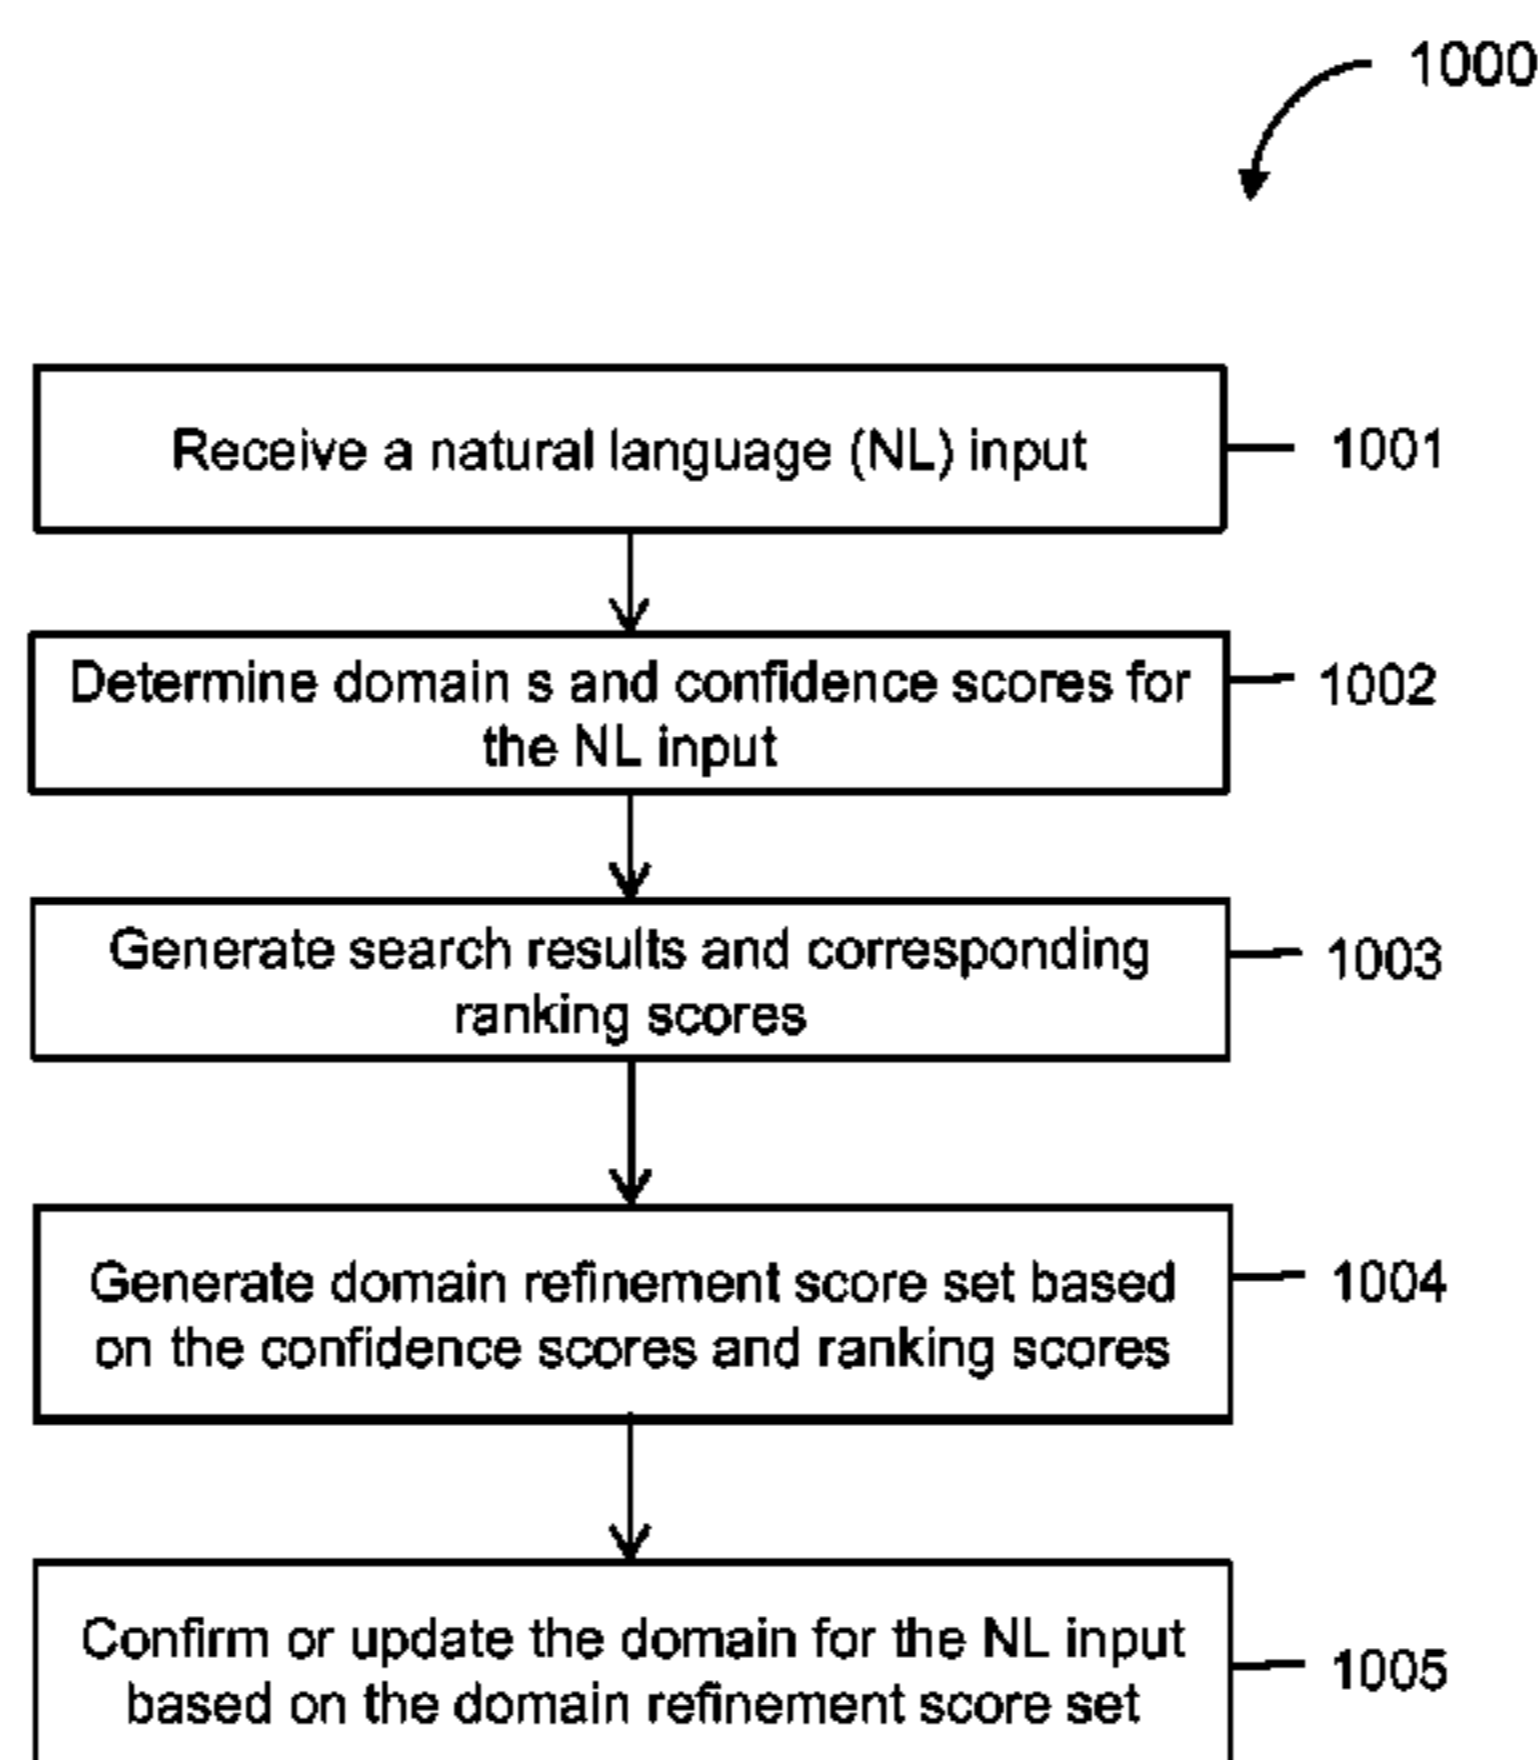 1000
Receive a natural language (NL) input
1001
Determine domain s and confidence scores for
the NL input
1002
Generate search results and corresponding
ranking scores
1003
Generate domain refinement score set based
on the confidence scores and ranking scores
1004
Confirm or update the domain for the NL input
based on the domain refinement score set
1005